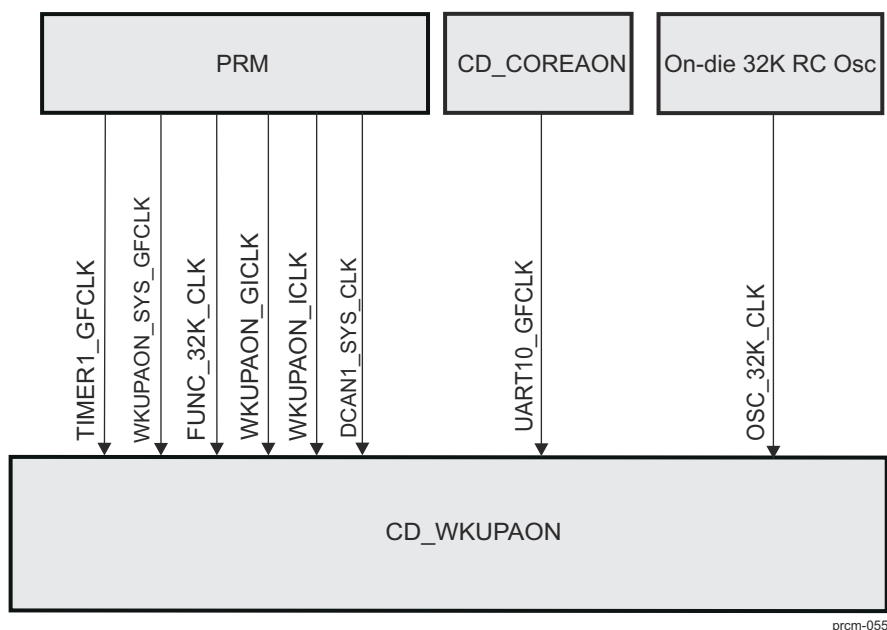 PRM
CD_COREAON
On-die 32K RC Osc
TIMER1_GFCLK
WKUPAON_SYS_GFCLK
FUNC_32K_CLK
WKUPAON_GICLK
WKUPAON_ICLK
DCAN1_SYS_CLK
UART10_GFCLK
OSC_32K_CLK
CD_WKUPAON
prcm-055